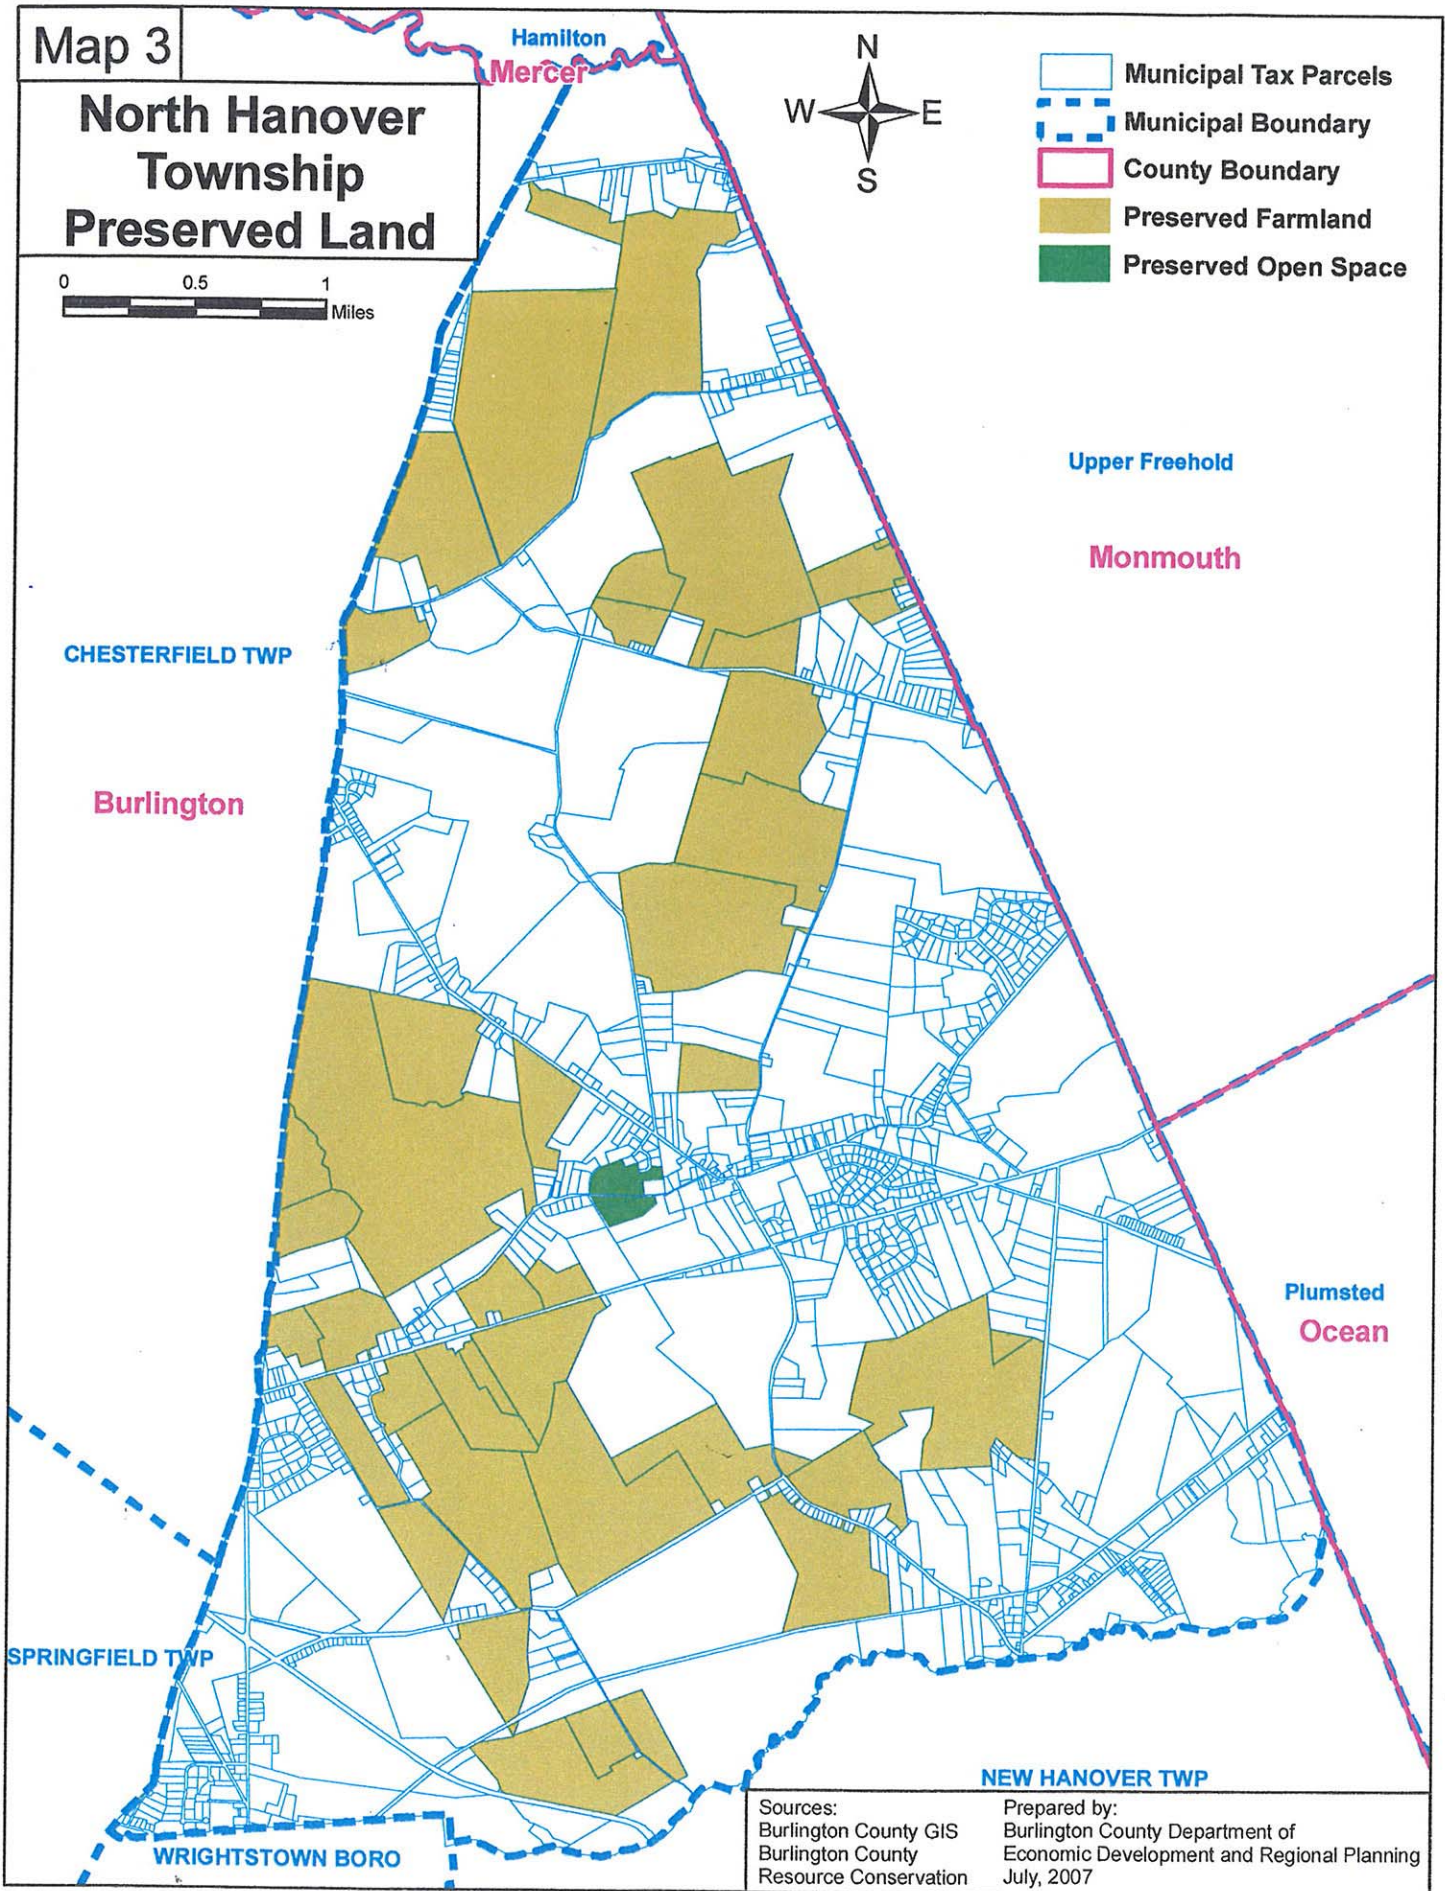 Map 3
North Hanover
Township
Preserved Land
0 0.5 1
Miles
Hamilton
Mercer
N
W E
S
Municipal Tax Parcels
Municipal Boundary
County Boundary
Preserved Farmland
Preserved Open Space
Upper Freehold
Monmouth
CHESTERFIELD TWP
Burlington
Plumsted
Ocean
SPRINGFIELD TWP
NEW HANOVER TWP
WRIGHTSTOWN BORO
Sources:
Burlington County GIS
Burlington County
Resource Conservation
Prepared by:
Burlington County Department of
Economic Development and Regional Planning
July, 2007